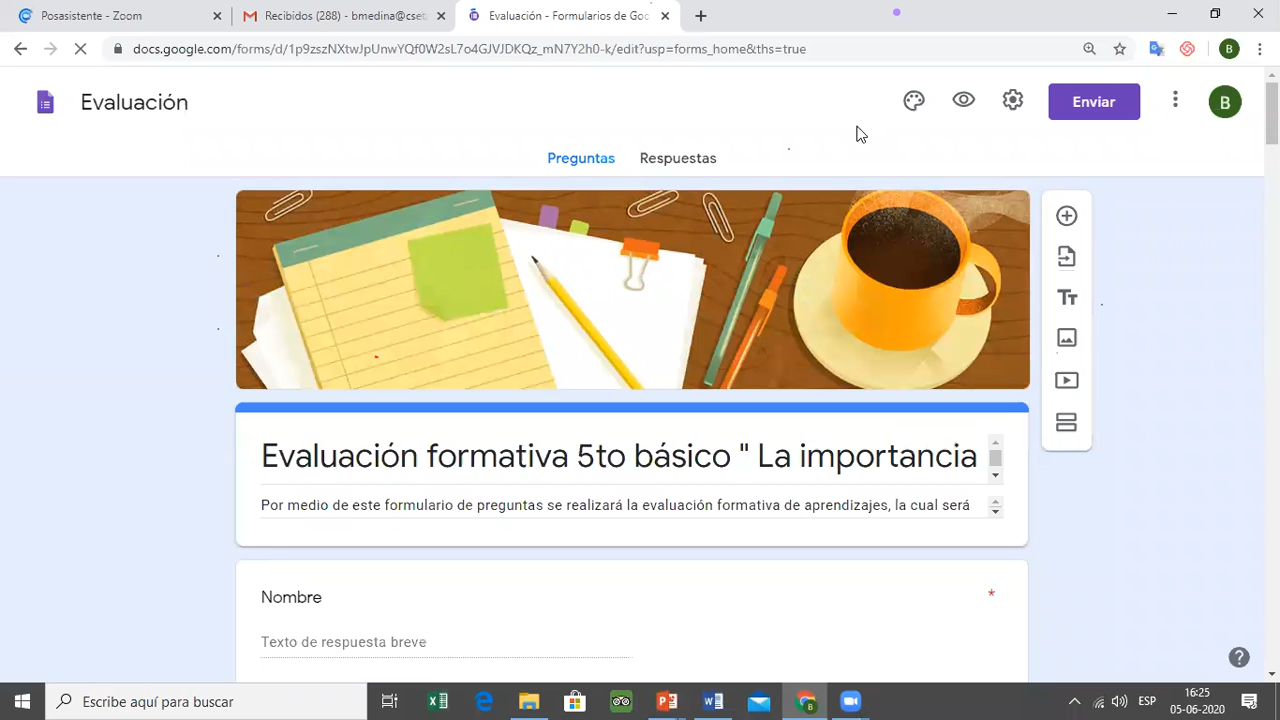 Posasistente - Zoom
Recibidos (288) - bmedina@cset
Evaluación - Formularios de Goo
docs.google.com/forms/d/1p9zszNXtwJpUnwYQf0W2sL7o4GJVJDKQz_mN7Y2h0-k/edit?usp=forms_home&ths=true
B
Evaluación
Enviar
B
Preguntas
Respuestas
Evaluación formativa 5to básico " La importancia
Por medio de este formulario de preguntas se realizará la evaluación formativa de aprendizajes, la cual será
Nombre
*
Texto de respuesta breve
Escribe aquí para buscar
ESP
16:25
05-06-2020